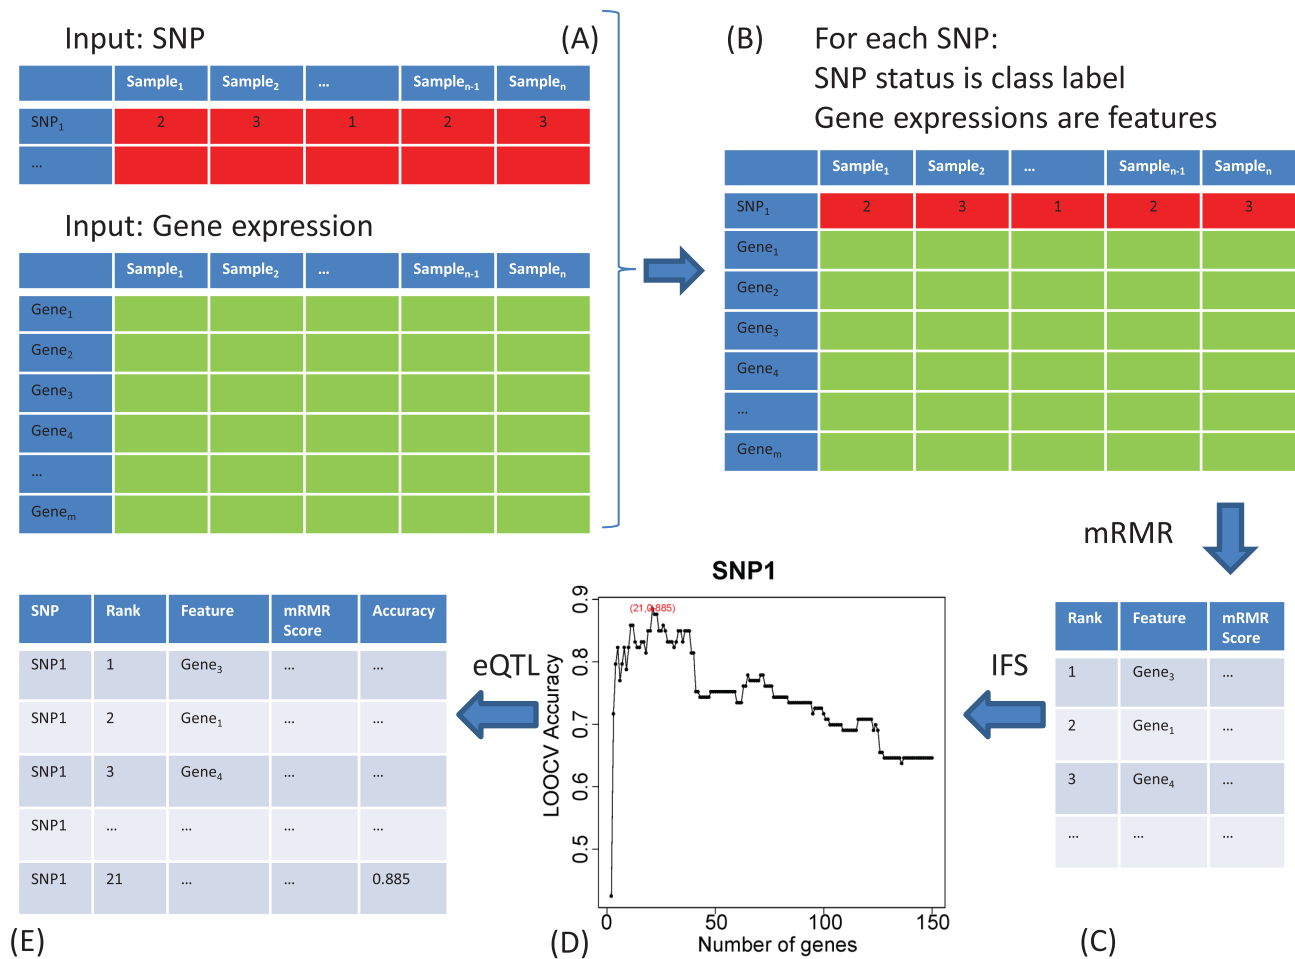 Input: SNP
(A)
Sample1 Sample2 ... Samplen-1 Samplen
SNP1 2 3 1 2 3
...
Input: Gene expression
Sample1 Sample2 ... Samplen-1 Samplen
Gene1
Gene2
Gene3
Gene4
...
Genem
(B)
For each SNP:
SNP status is class label
Gene expressions are features
Sample1 Sample2 ... Samplen-1 Samplen
SNP1 2 3 1 2 3
Gene1
Gene2
Gene3
Gene4
...
Genem
mRMR
Rank Feature mRMR Score
1 Gene3 ...
2 Gene1 ...
3 Gene4 ...
... ... ...
(C)
IFS
SNP1
(21,0.885)
LOOCV Accuracy
0.9
0.8
0.7
0.6
0.5
0 50 100 150
Number of genes
(D)
eQTL
SNP Rank Feature mRMR Score Accuracy
SNP1 1 Gene3 ... ...
SNP1 2 Gene1 ... ...
SNP1 3 Gene4 ... ...
SNP1 ... ... ... ...
SNP1 21 ... ... 0.885
(E)